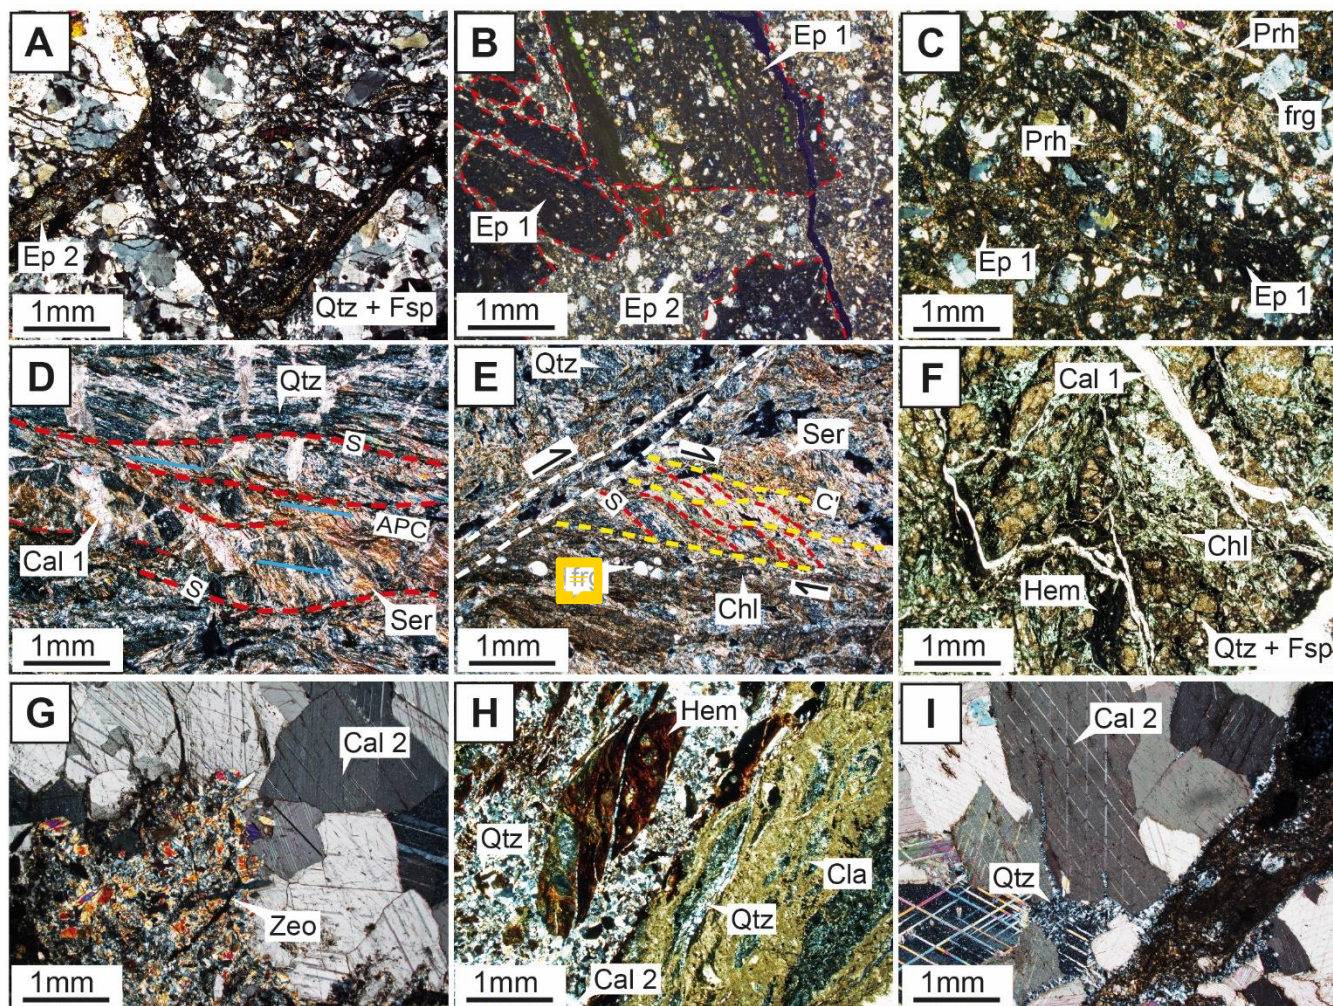 A
Ep 2
Qtz + Fsp
1mm
B
Ep 1
Ep 1
Ep 2
1mm
C
Prh
frg
Prh
Ep 1
Ep 1
1mm
D
Qtz
S
APC
Cal 1
S
Ser
1mm
E
Qtz
Ser
S
C'
Chl
1mm
F
Cal 1
Chl
Hem
Qtz + Fsp
1mm
G
Cal 2
Zeo
1mm
H
Hem
Qtz
Cla
Qtz
Cal 2
1mm
I
Cal 2
Qtz
1mm